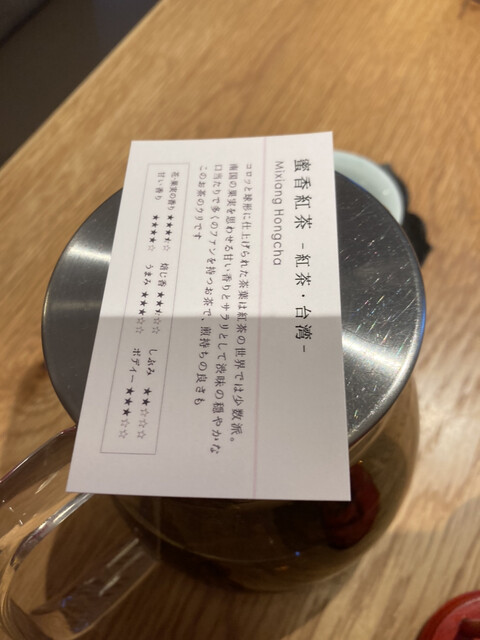 蜜香紅茶 - 紅茶・台湾 -
Mixiang Hongcha
コロッと球形に仕上げられた茶葉は紅茶の世界では少数派。
南国の果実を思わせる甘い香りとサラリとして渋味の穏やかな
口当たりで多くのファンを持つお茶で、煎持ちの良さも
このお茶のウリです
花・果実の香り ★★★⯪☆ 焙じ香 ★★⯪☆☆ しぶみ ★★☆☆☆
甘い香り ★★★★☆ うまみ ★★★☆☆ ボディー ★★★☆☆